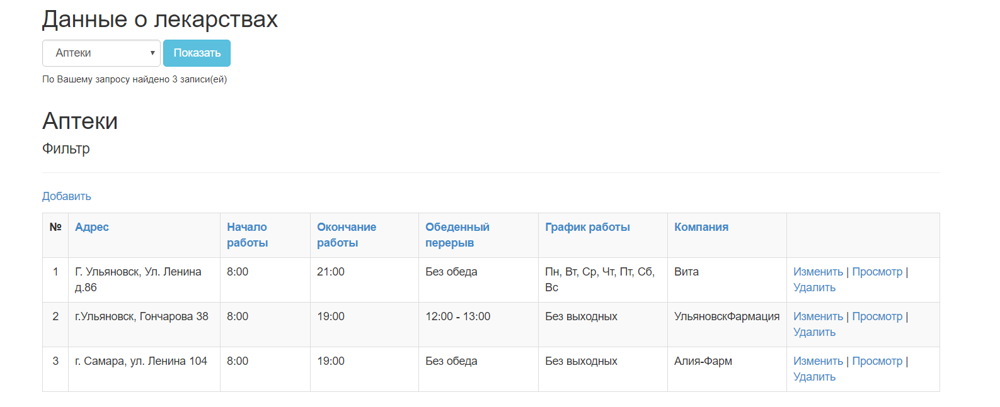 Данные о лекарствах
Аптеки Показать
По Вашему запросу найдено 3 записи(ей)
Аптеки
Фильтр
Добавить
№ Адрес Начало работы Окончание работы Обеденный перерыв График работы Компания
1 Г. Ульяновск, Ул. Ленина д.86 8:00 21:00 Без обеда Пн, Вт, Ср, Чт, Пт, Сб, Вс Вита Изменить | Просмотр | Удалить
2 г.Ульяновск, Гончарова 38 8:00 19:00 12:00 - 13:00 Без выходных УльяновскФармация Изменить | Просмотр | Удалить
3 г. Самара, ул. Ленина 104 8:00 19:00 Без обеда Без выходных Алия-Фарм Изменить | Просмотр | Удалить